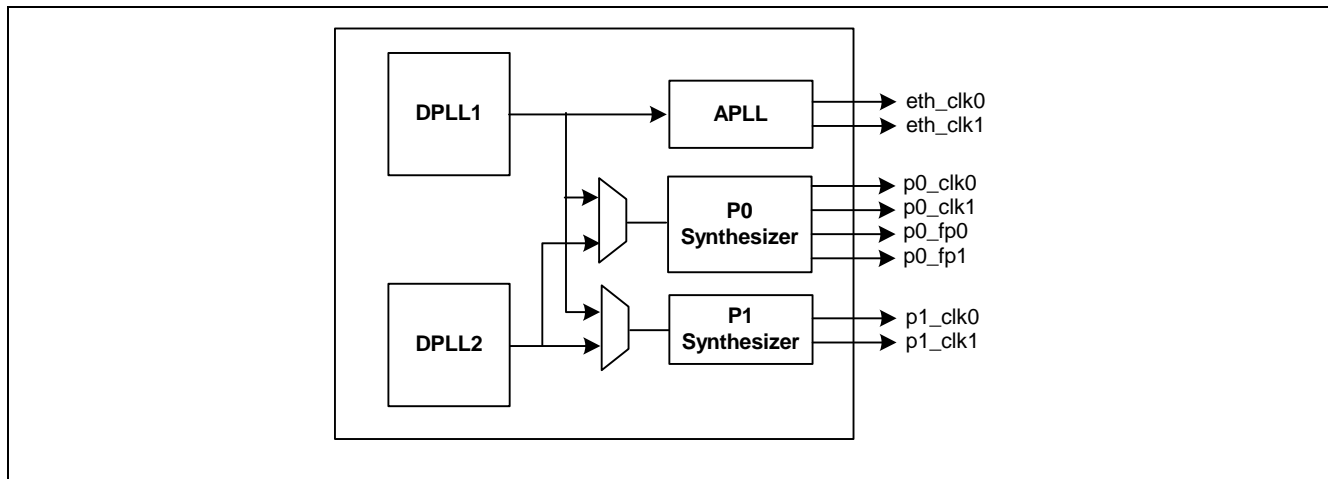 DPLL1
APLL
eth_clk0
eth_clk1
P0
Synthesizer
p0_clk0
p0_clk1
p0_fp0
p0_fp1
DPLL2
P1
Synthesizer
p1_clk0
p1_clk1